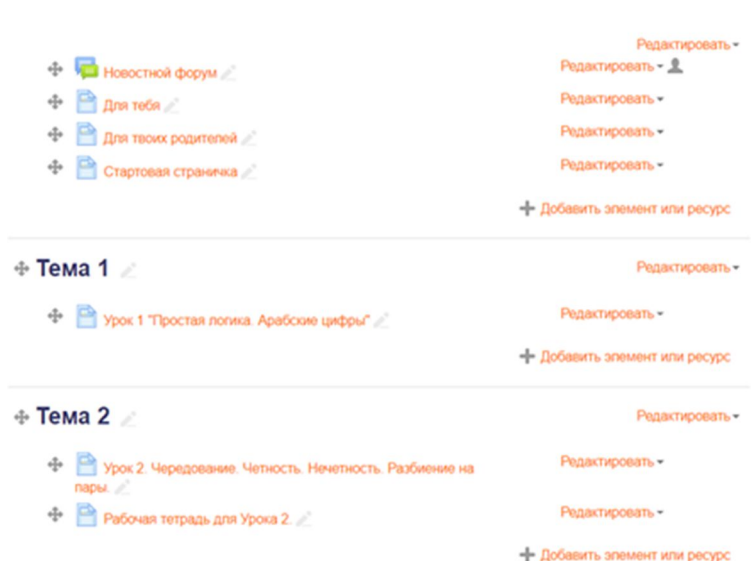 Редактировать
Новостной форум Редактировать
Для тебя Редактировать
Для твоих родителей Редактировать
Стартовая страничка Редактировать
Добавить элемент или ресурс
Тема 1 Редактировать
Урок 1 "Простая логика. Арабские цифры" Редактировать
Добавить элемент или ресурс
Тема 2 Редактировать
Урок 2. Чередование. Четность. Нечетность. Разбиение на Редактировать
пары.
Рабочая тетрадь для Урока 2. Редактировать
Добавить элемент или ресурс